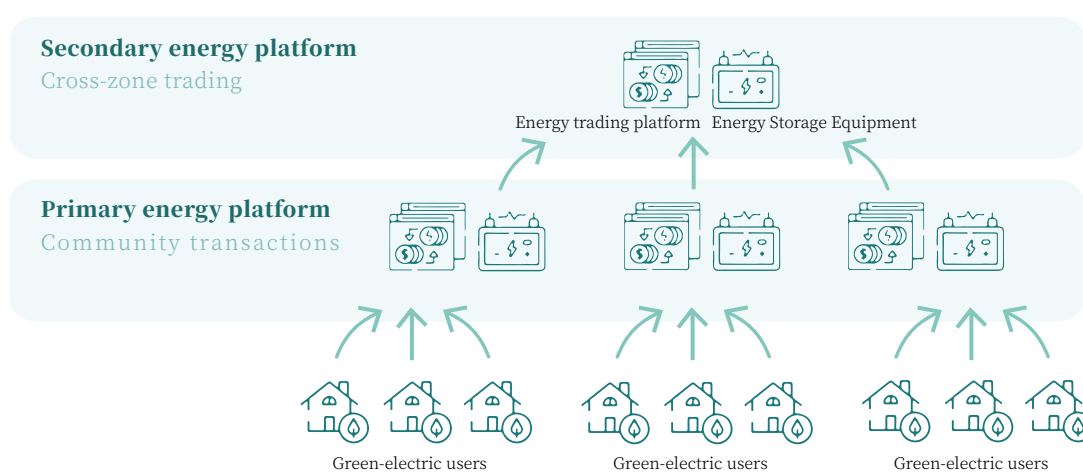 Secondary energy platform
Cross-zone trading
Energy trading platform Energy Storage Equipment
Primary energy platform
Community transactions
Green-electric users Green-electric users Green-electric users